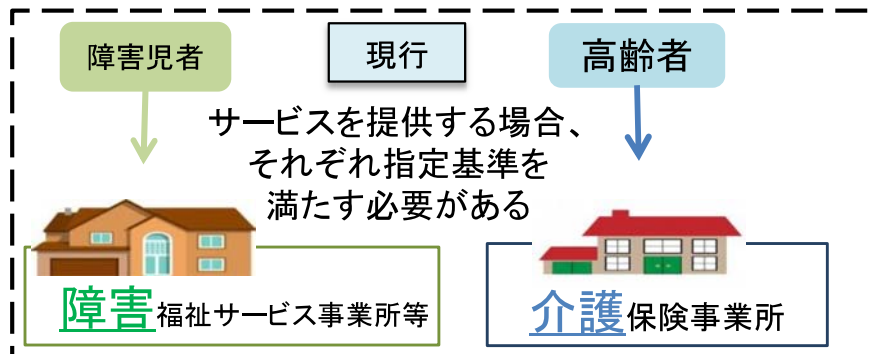 障害児者
現行
高齢者
サービスを提供する場合、
それぞれ指定基準を
満たす必要がある
障害福祉サービス事業所等
介護保険事業所